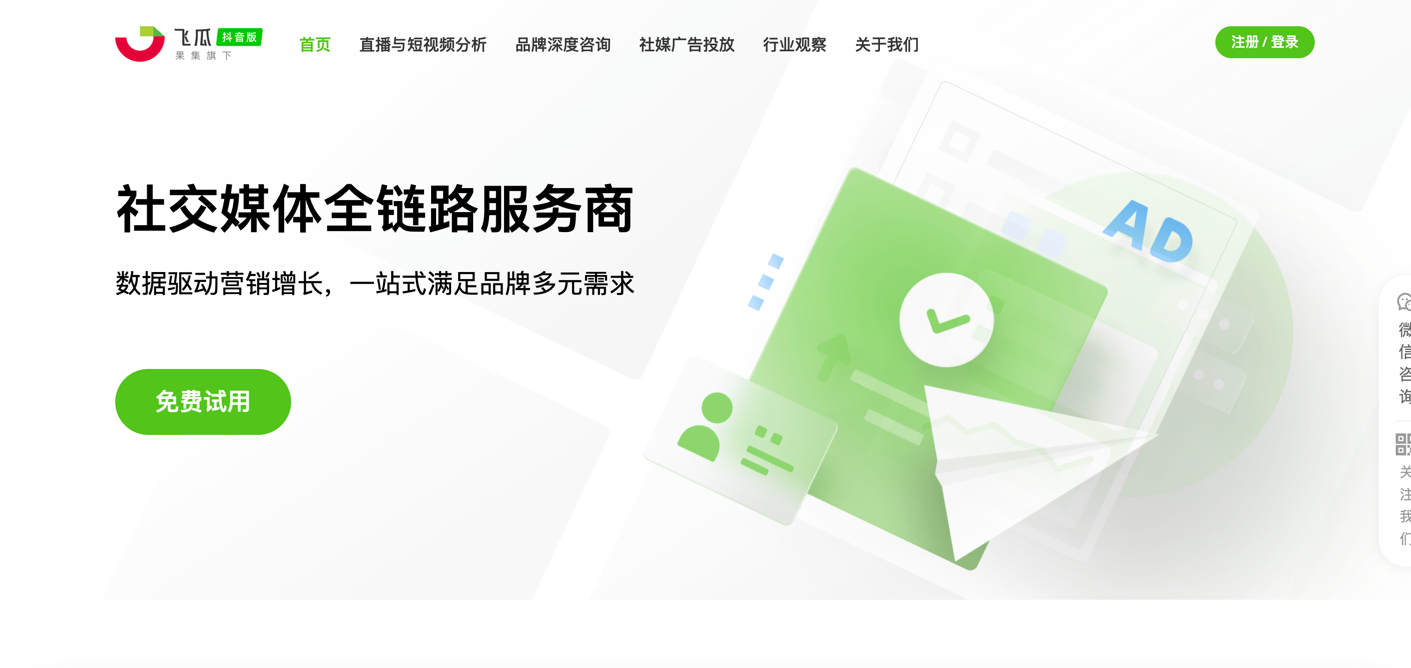 飞瓜 抖音版
果集旗下
首页 直播与短视频分析 品牌深度咨询 社媒广告投放 行业观察 关于我们
注册 / 登录
社交媒体全链路服务商
数据驱动营销增长，一站式满足品牌多元需求
免费试用
AD
微
信
咨
询
关
注
我
们